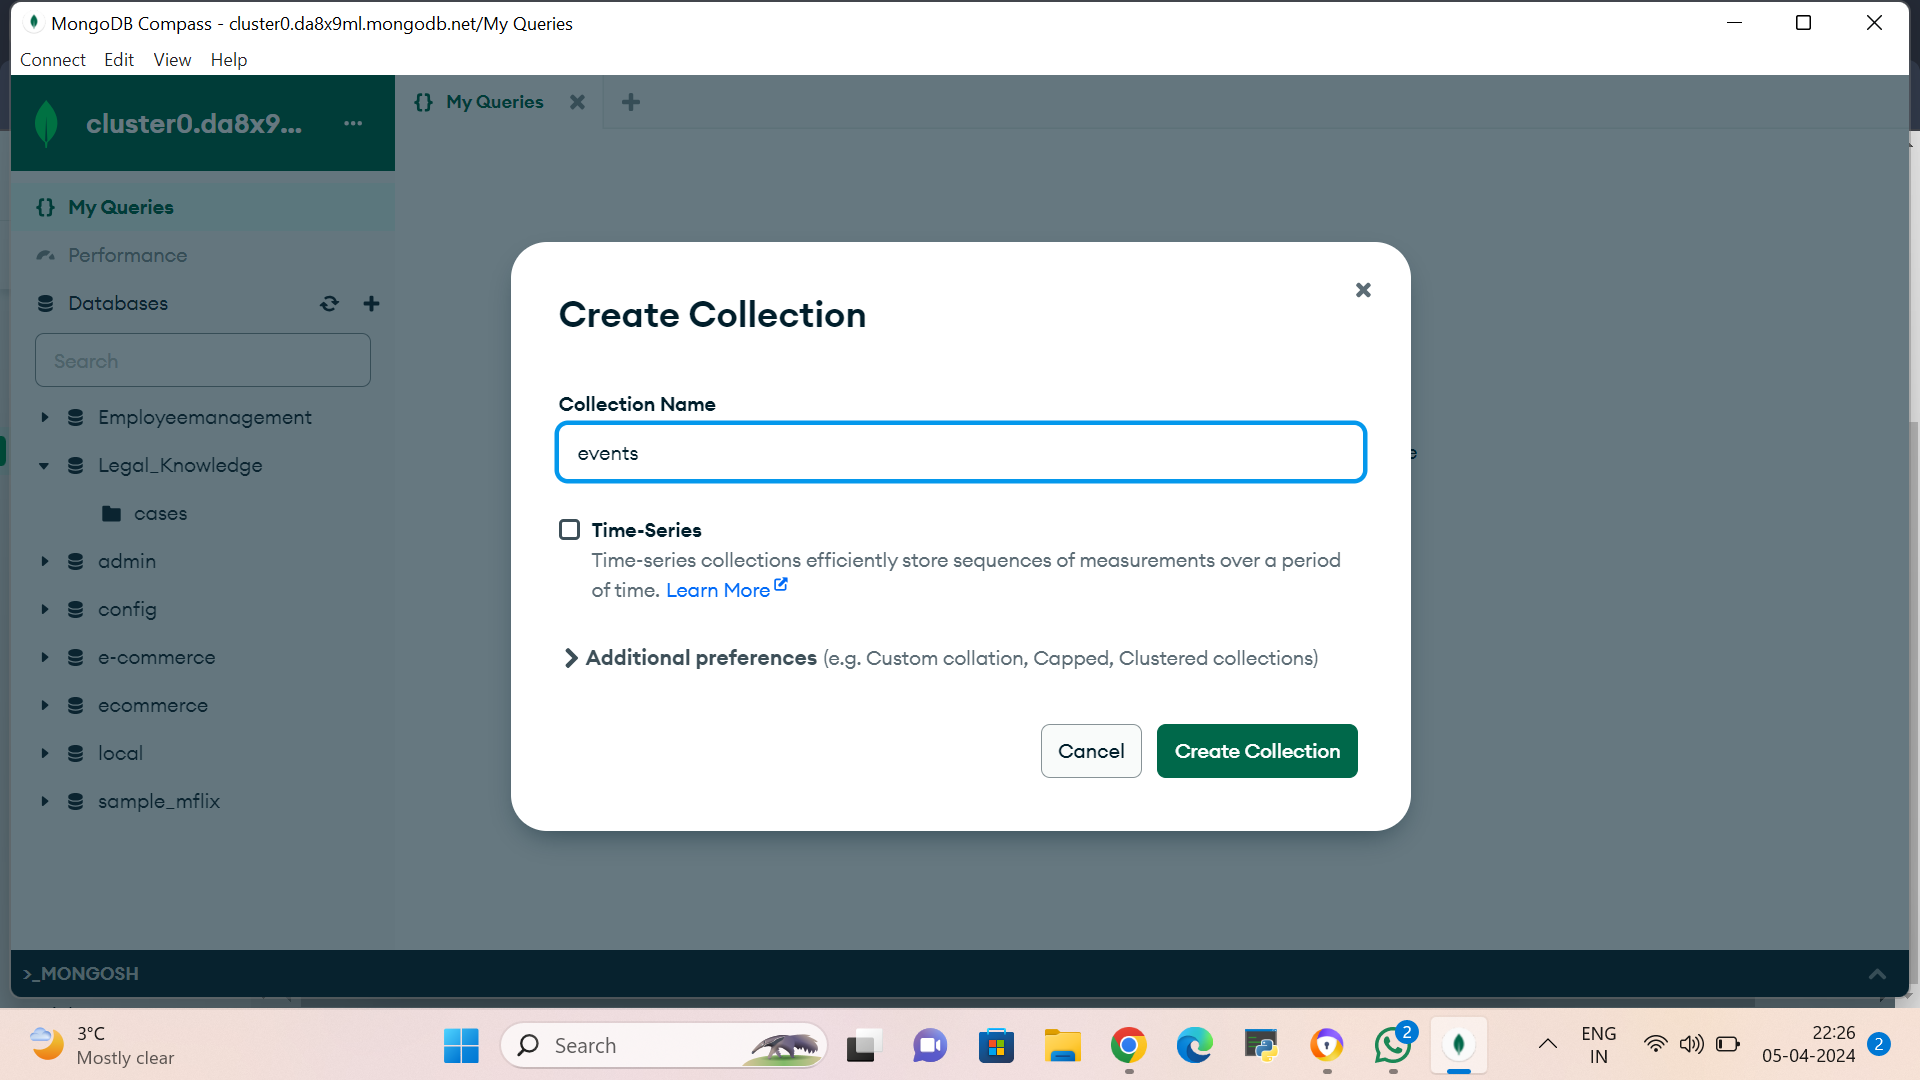 MongoDB Compass - cluster0.da8x9ml.mongodb.net/My Queries
Connect Edit View Help
cluster0.da8x9... ...
{} My Queries
{} My Queries
Performance
Databases
Search
Employeemanagement
Legal_Knowledge
cases
admin
config
e-commerce
ecommerce
local
sample_mflix
Create Collection
Collection Name
events
Time-Series
Time-series collections efficiently store sequences of measurements over a period
of time. Learn More
Additional preferences (e.g. Custom collation, Capped, Clustered collections)
Cancel
Create Collection
>_MONGOSH
3°C
Mostly clear
Search
2
ENG
IN
22:26
05-04-2024
2